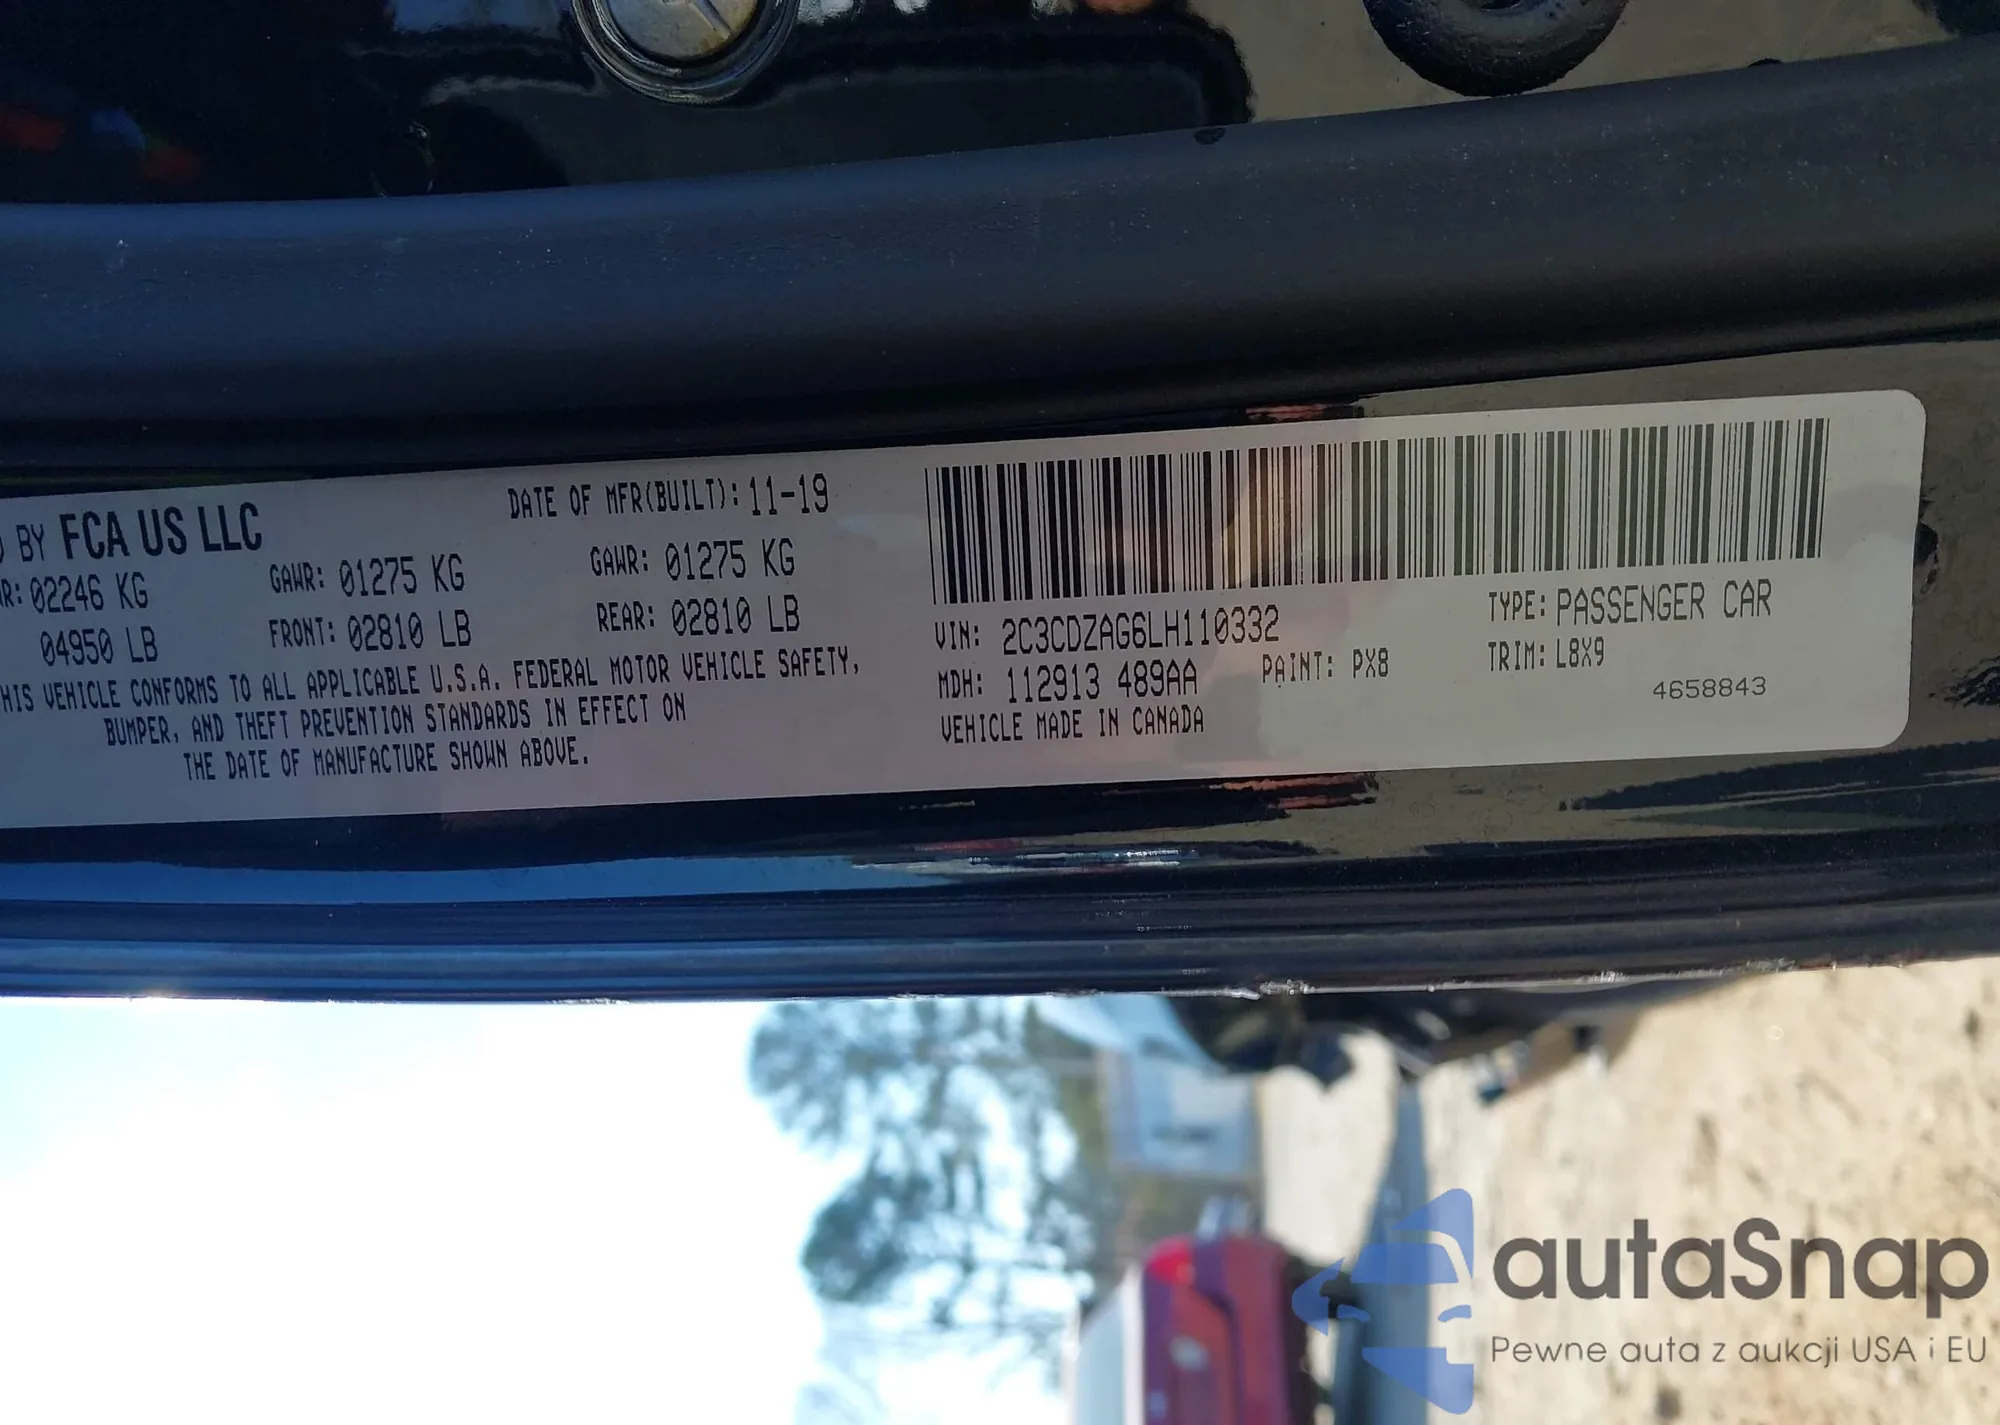 BY FCA US LLC
DATE OF MFR(BUILT): 11-19
02246 KG
GAWR: 01275 KG
GAWR: 01275 KG
04950 LB
FRONT: 02810 LB
REAR: 02810 LB
HIS VEHICLE CONFORMS TO ALL APPLICABLE U.S.A. FEDERAL MOTOR VEHICLE SAFETY,
BUMPER, AND THEFT PREVENTION STANDARDS IN EFFECT ON
THE DATE OF MANUFACTURE SHOWN ABOVE.
VIN: 2C3CDZAG6LH110332
TYPE: PASSENGER CAR
MDH: 112913 489AA
PAINT: PX8
TRIM: L8X9
VEHICLE MADE IN CANADA
4658843
autaSnap
Pewne auta z aukcji USA i EU